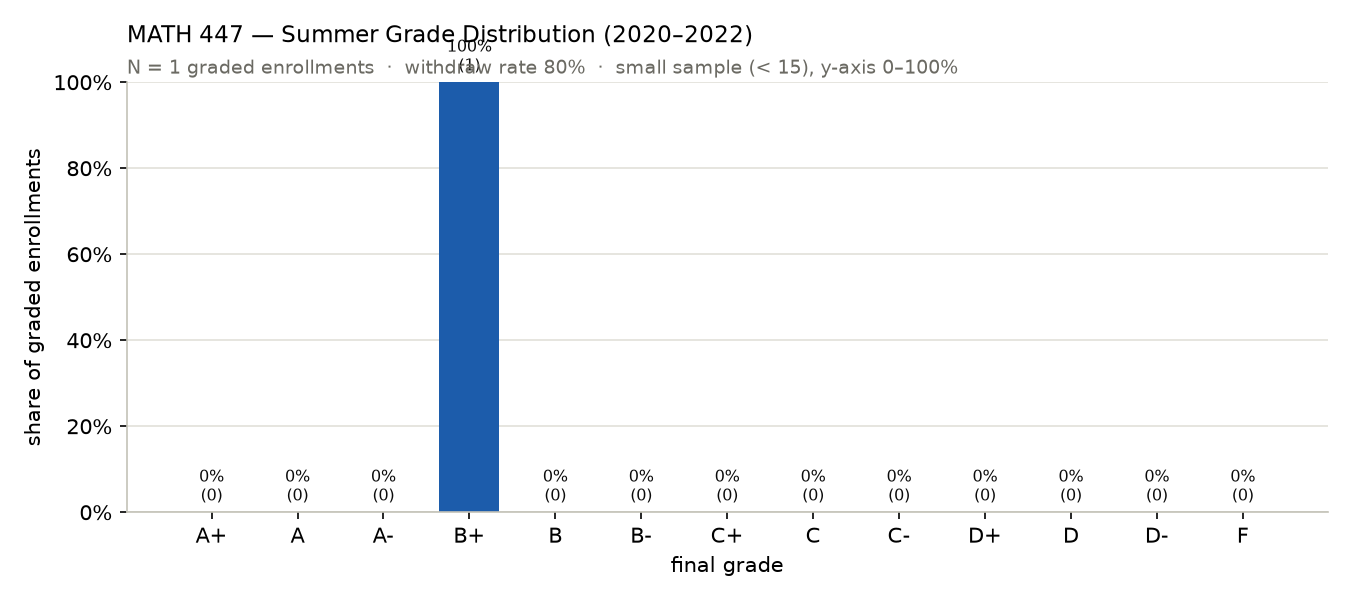 MATH 447 — Summer Grade Distribution (2020–2022)
N = 1 graded enrollments · withdraw rate 80% · small sample (< 15), y-axis 0–100%
100%
(1)
100%
80%
60%
40%
20%
0%
share of graded enrollments
0% 0% 0% 0% 0% 0% 0% 0% 0% 0% 0% 0%
(0) (0) (0) (0) (0) (0) (0) (0) (0) (0) (0) (0)
A+ A A- B+ B B- C+ C C- D+ D D- F
final grade